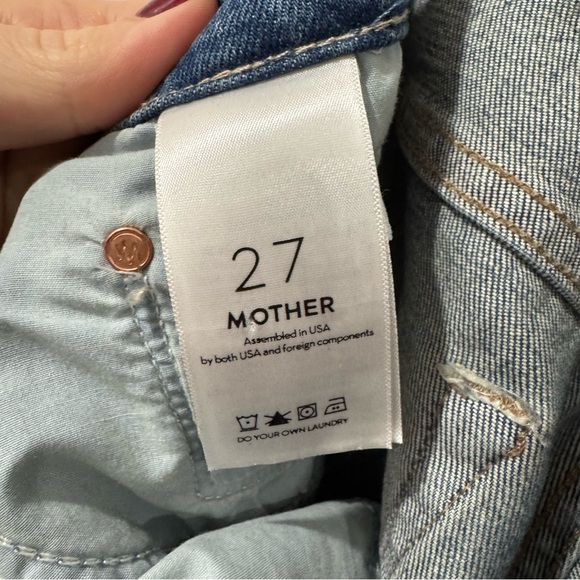 27
MOTHER
Assembled in USA
by both USA and foreign components
DO YOUR OWN LAUNDRY